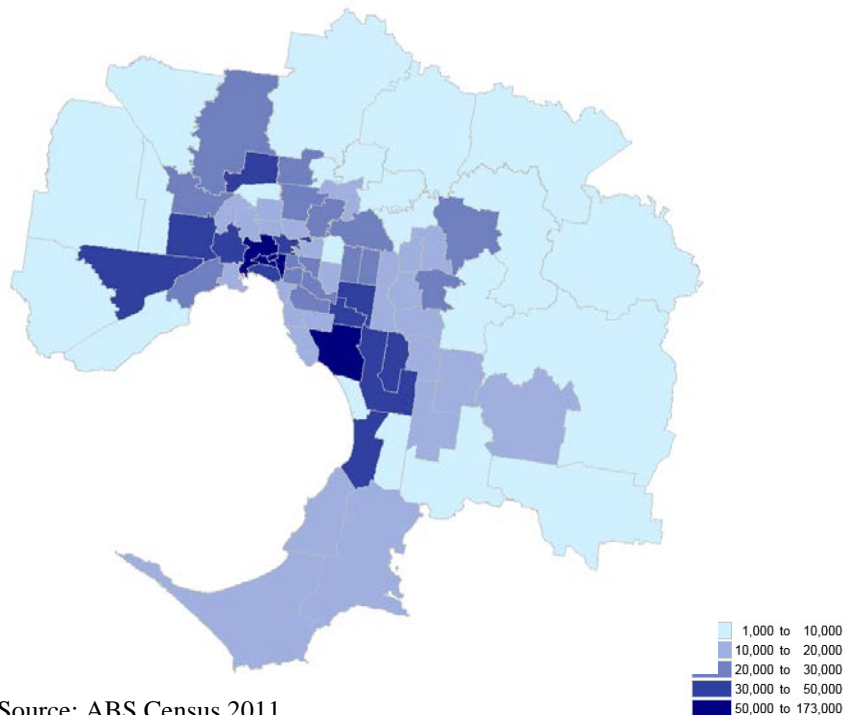 1,000 to 10,000
10,000 to 20,000
20,000 to 30,000
30,000 to 50,000
50,000 to 173,000
Source: ABS Census 2011